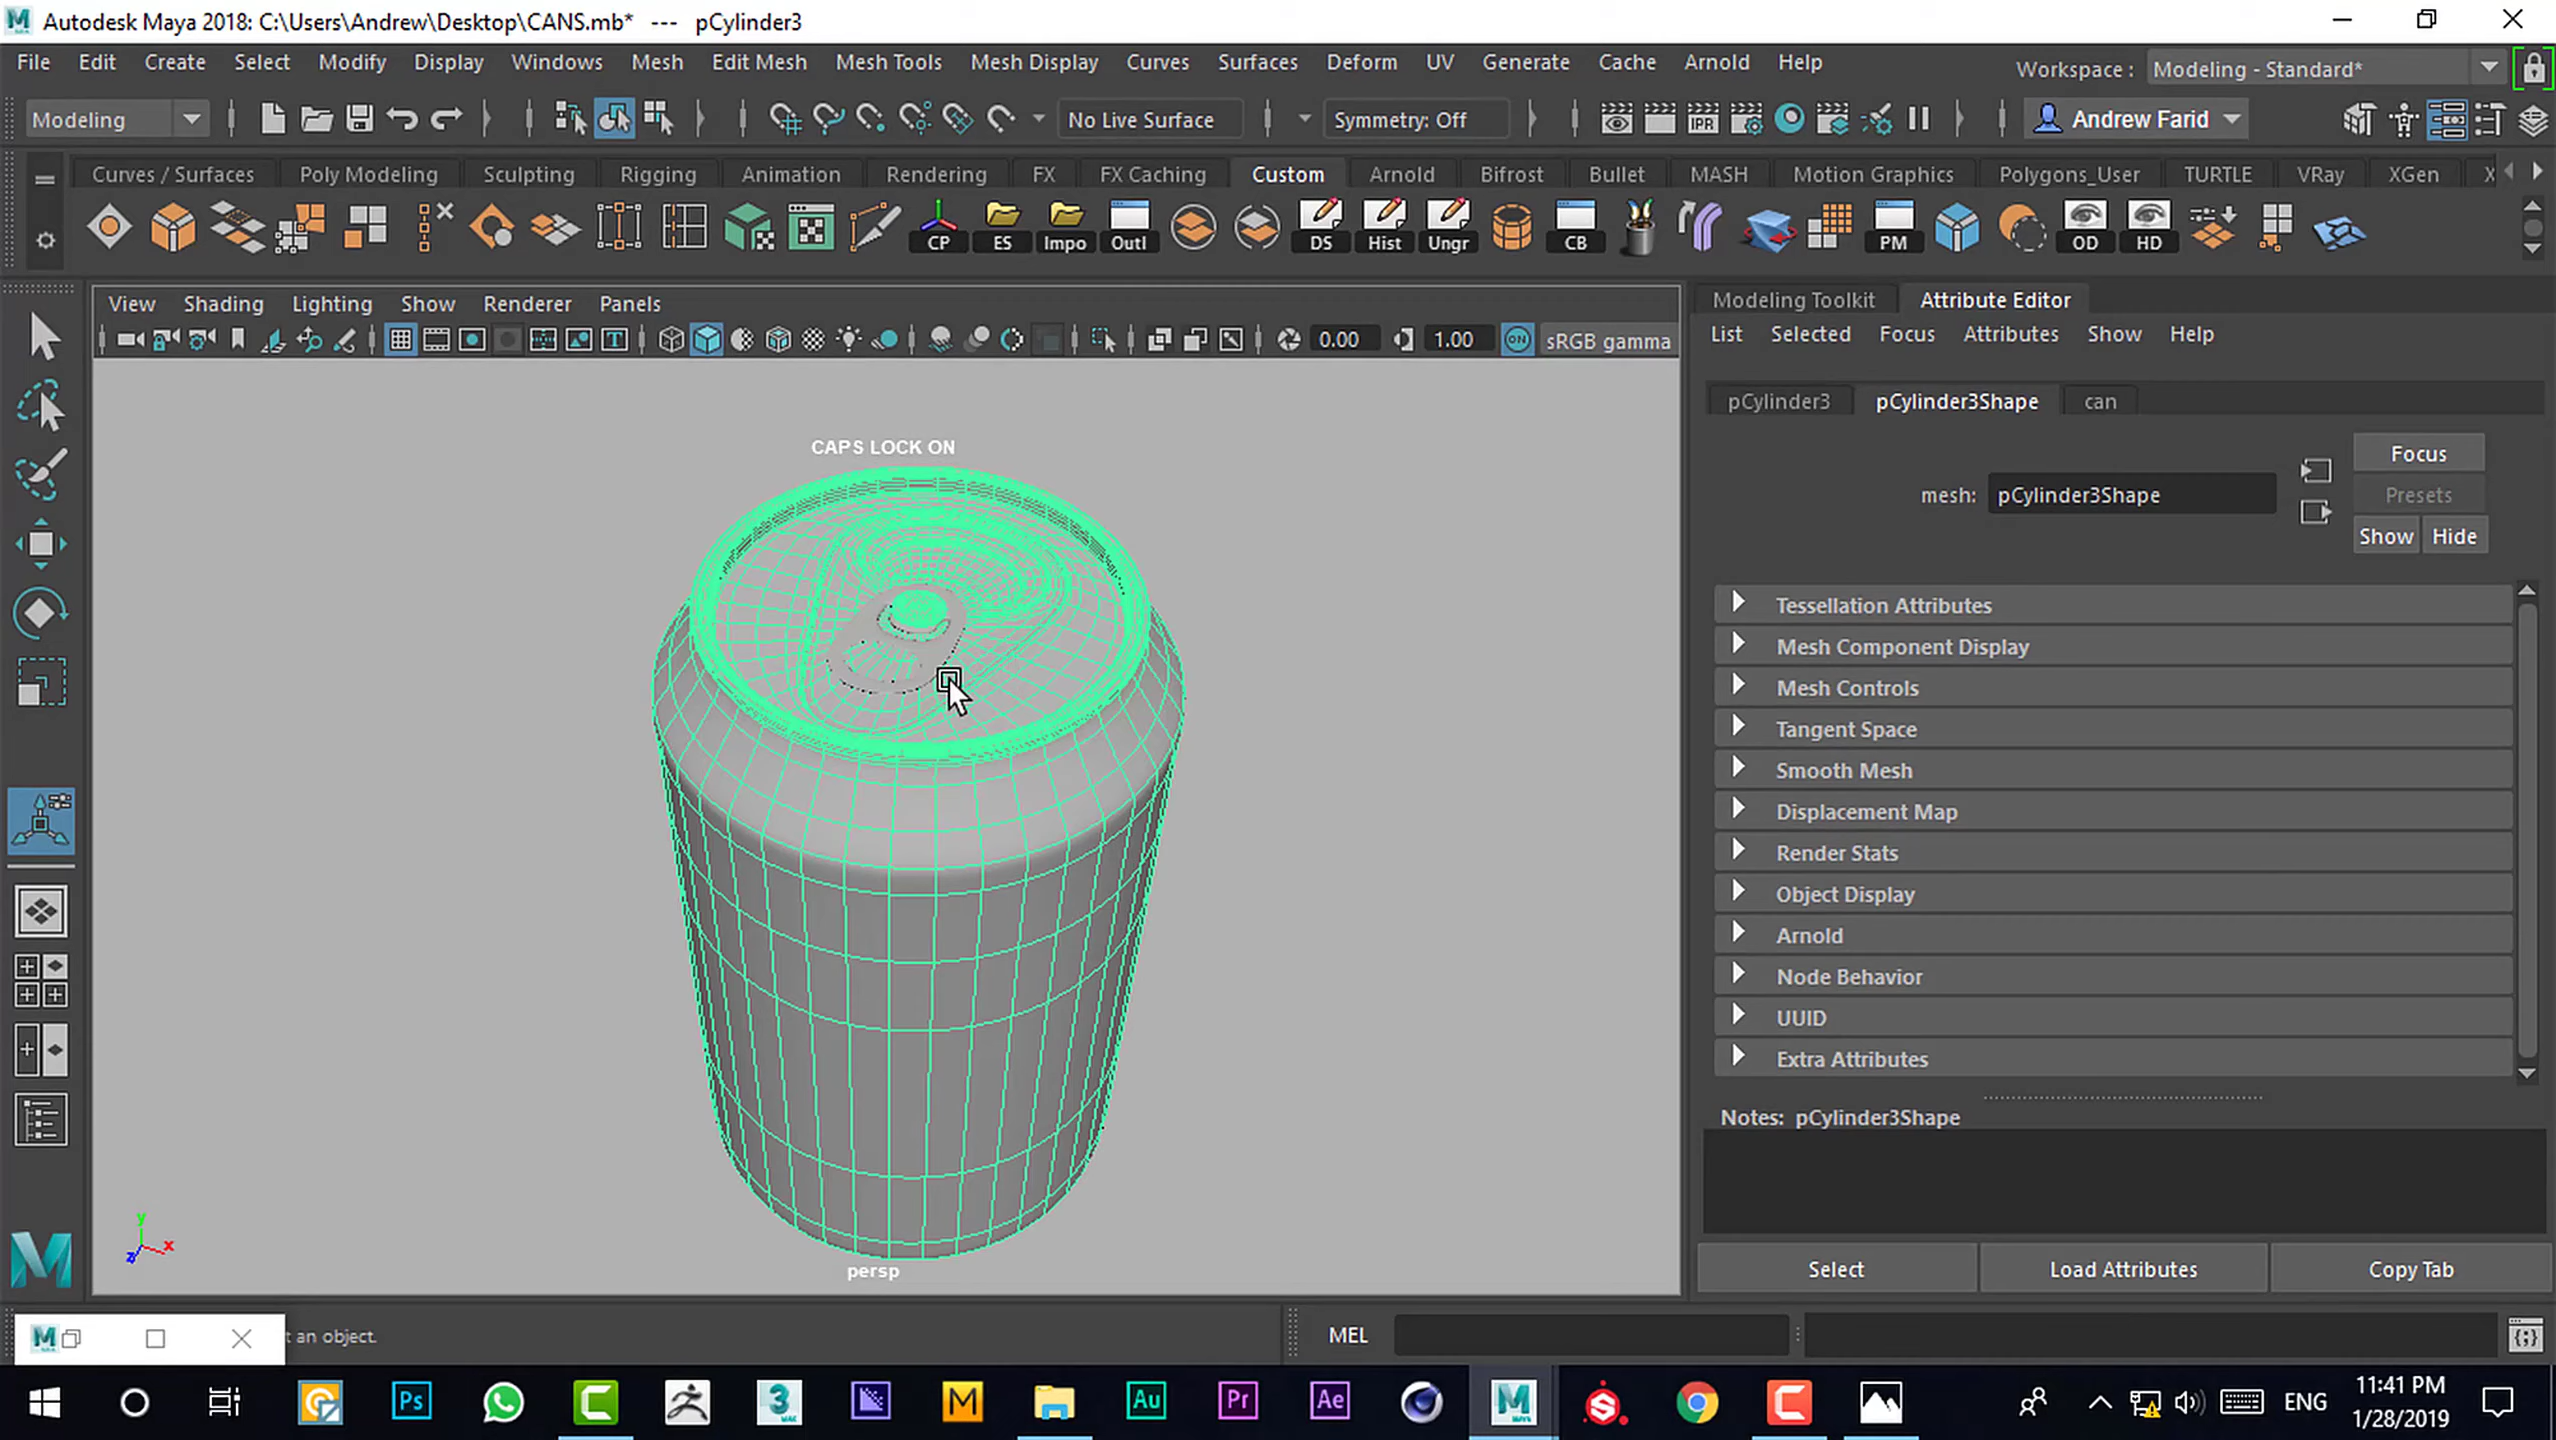 Autodesk Maya 2018: C:\Users\Andrew\Desktop\CANS.mb* --- pCylinder3
File Edit Create Select Modify Display Windows Mesh Edit Mesh Mesh Tools Mesh Display Curves Surfaces Deform UV Generate Cache Arnold Help Workspace : Modeling - Standard*
Modeling No Live Surface Symmetry: Off IPR Andrew Farid
Curves / Surfaces Poly Modeling Sculpting Rigging Animation Rendering FX FX Caching Custom Arnold Bifrost Bullet MASH Motion Graphics Polygons_User TURTLE VRay XGen X
CP ES Impo Outl DS Hist Ungr CB PM OD HD
View Shading Lighting Show Renderer Panels
0.00 1.00 ON sRGB gamma
Modeling Toolkit Attribute Editor
List Selected Focus Attributes Show Help
pCylinder3 pCylinder3Shape can
Focus
mesh: pCylinder3Shape
Presets
Show Hide
CAPS LOCK ON
Tessellation Attributes
Mesh Component Display
Mesh Controls
Tangent Space
Smooth Mesh
Displacement Map
Render Stats
Object Display
Arnold
Node Behavior
UUID
Extra Attributes
Notes: pCylinder3Shape
Select Load Attributes Copy Tab
y
x
z
persp
t an object.
MEL
Ps Au Pr Ae ENG
11:41 PM
1/28/2019